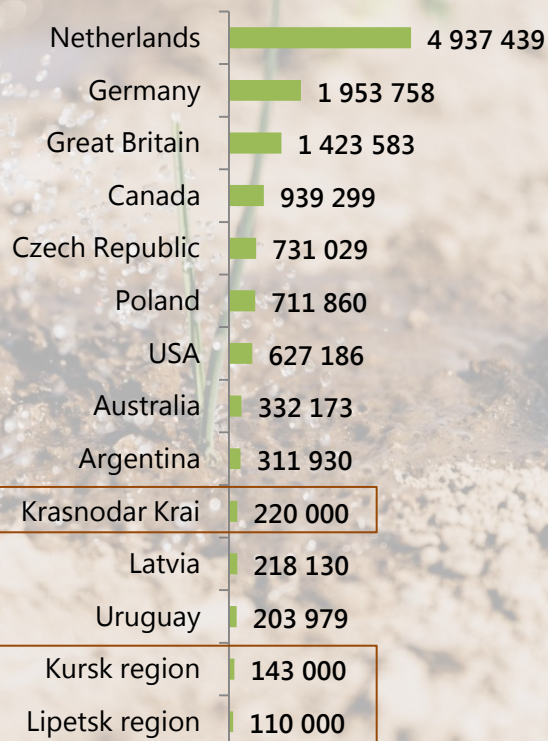 Netherlands 4 937 439
Germany 1 953 758
Great Britain 1 423 583
Canada 939 299
Czech Republic 731 029
Poland 711 860
USA 627 186
Australia 332 173
Argentina 311 930
Krasnodar Krai 220 000
Latvia 218 130
Uruguay 203 979
Kursk region 143 000
Lipetsk region 110 000